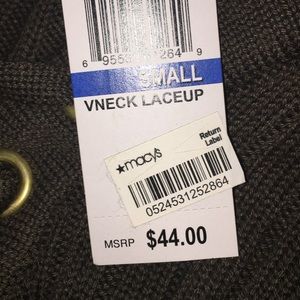 SMALL
VNECK LACEUP
★macy's
Return
Label
0524531252864
MSRP $44.00